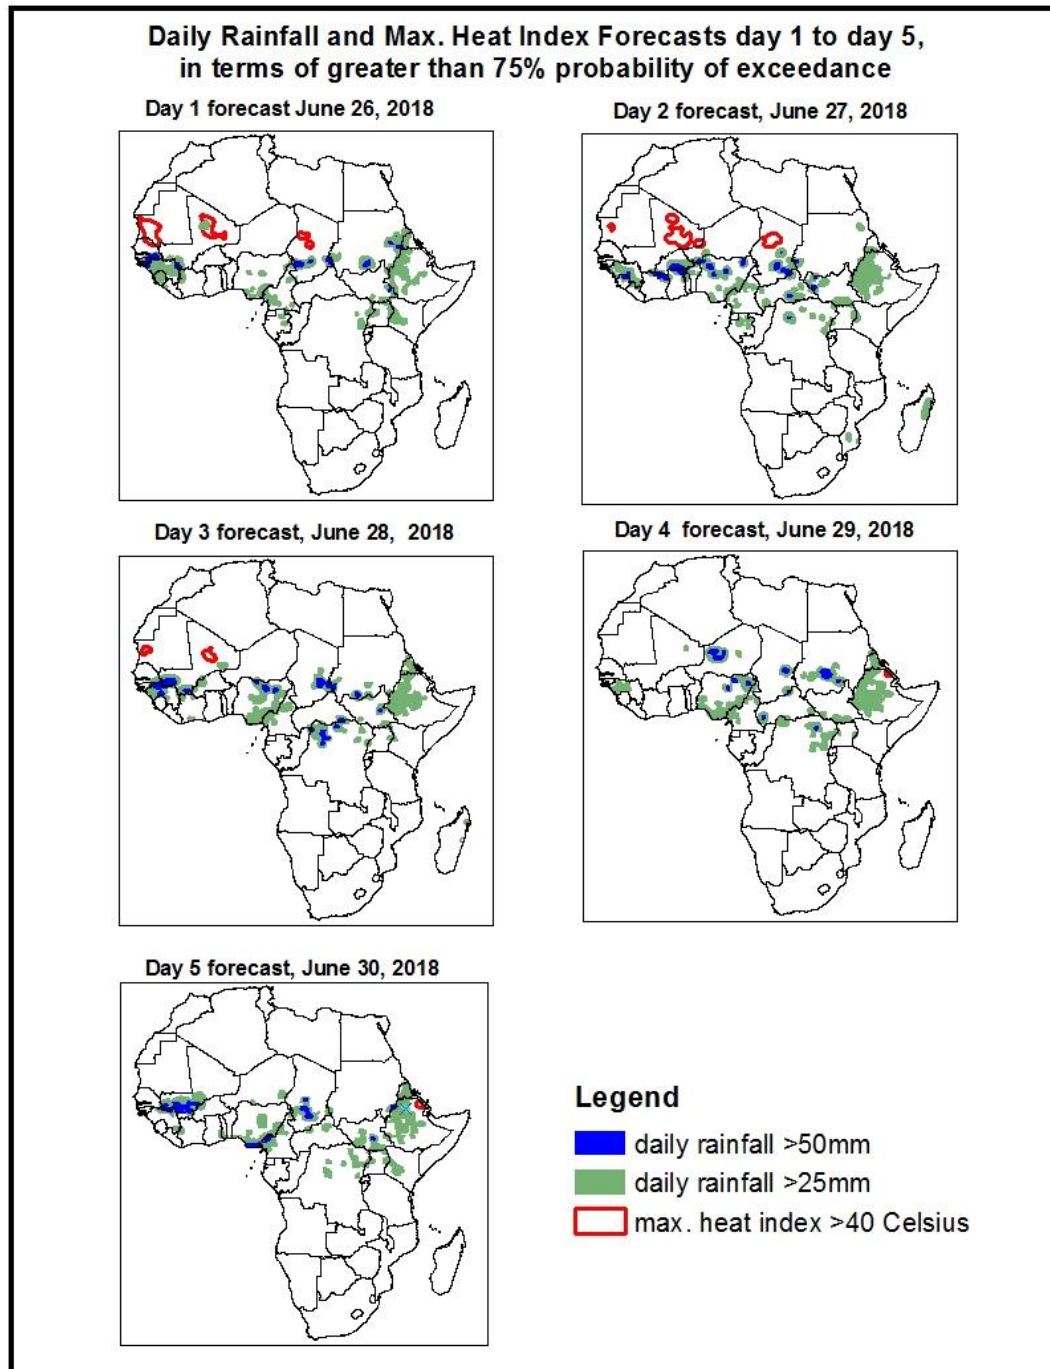 Daily Rainfall and Max. Heat Index Forecasts day 1 to day 5,
in terms of greater than 75% probability of exceedance
Day 1 forecast June 26, 2018
Day 2 forecast, June 27, 2018
Day 3 forecast, June 28,  2018
Day 4  forecast, June 29, 2018
Day 5 forecast, June 30, 2018
Legend
daily rainfall >50mm
daily rainfall >25mm
max. heat index >40 Celsius